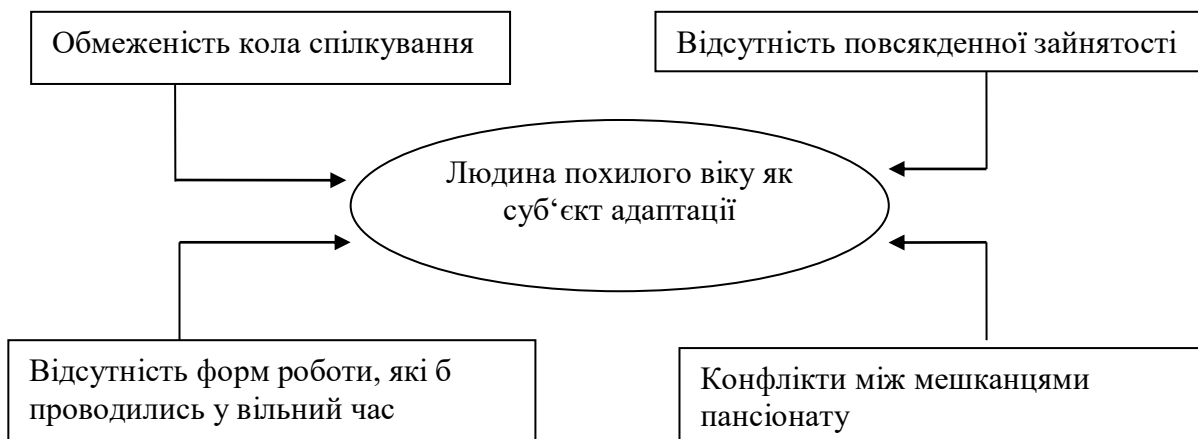 Обмеженість кола спілкування
Відсутність повсякденної зайнятості
Людина похилого віку як
суб‘єкт адаптації
Відсутність форм роботи, які б
проводились у вільний час
Конфлікти між мешканцями
пансіонату